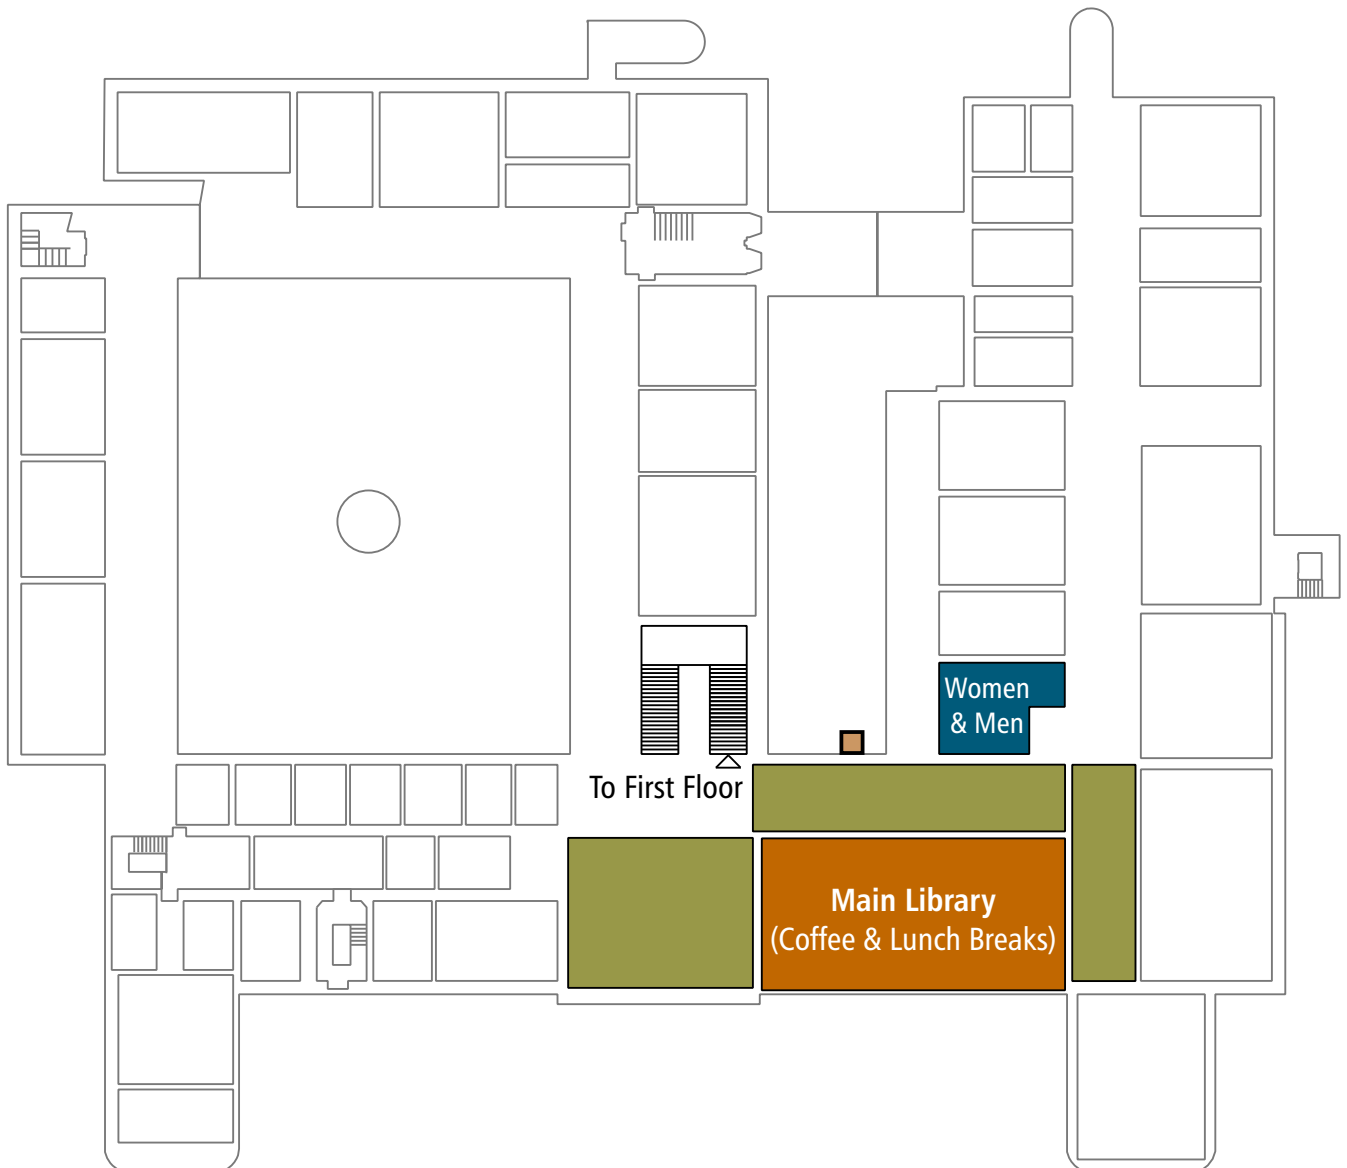 Women
& Men
To First Floor
Main Library
(Coffee & Lunch Breaks)